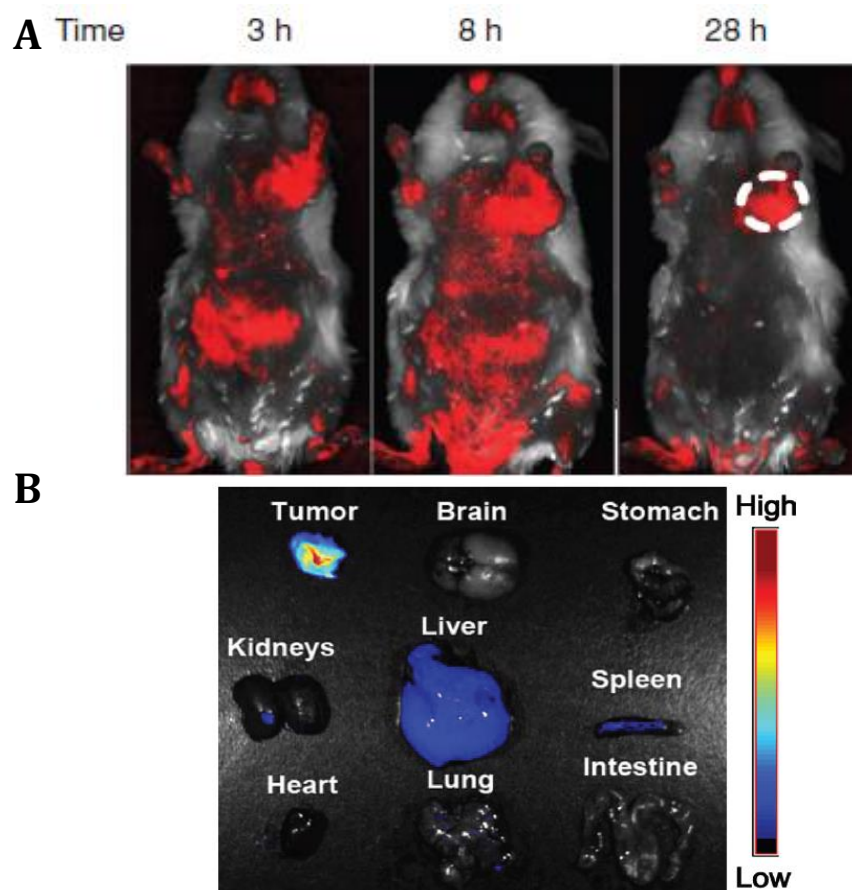 A Time 3 h 8 h 28 h
B
Tumor Brain Stomach High
Liver
Kidneys
Spleen
Intestine
Heart Lung
Low